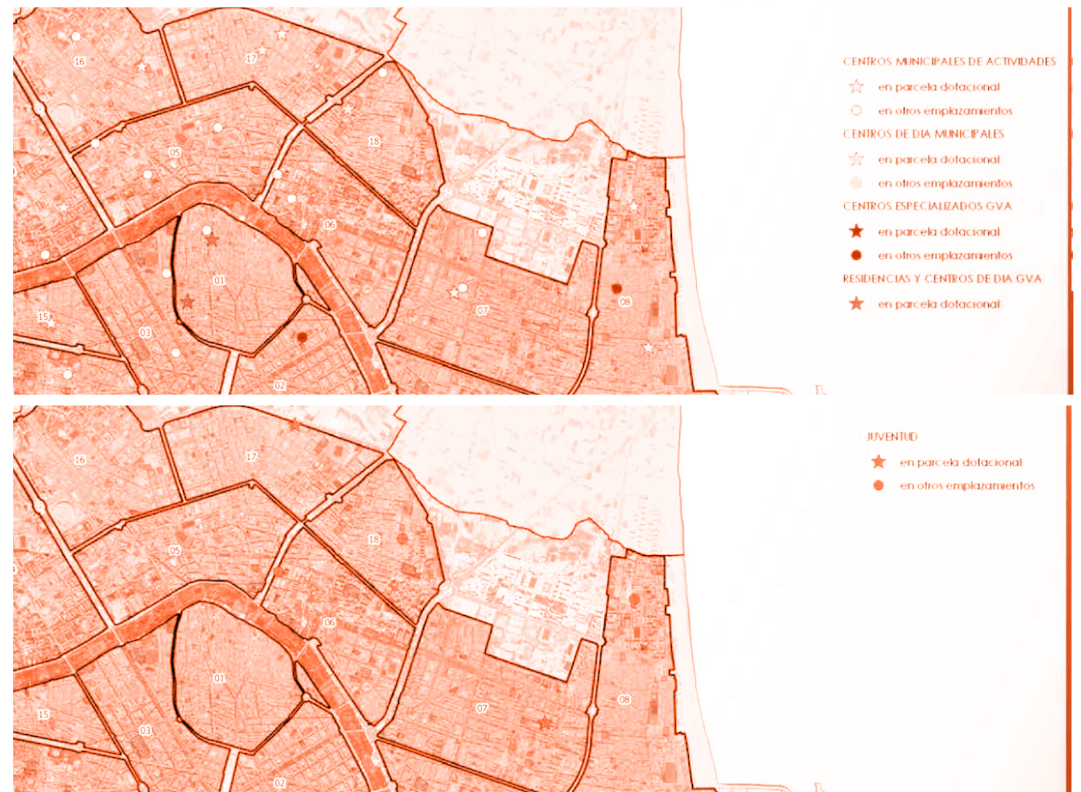 CENTROS MUNICIPALES DE ACTIVIDADES
en parcela dotacional
en otros emplazamientos
CENTROS DE DIA MUNICIPALES
en parcela dotacional
en otros emplazamientos
CENTROS ESPECIALIZADOS GVA
en parcela dotacional
en otros emplazamientos
RESIDENCIAS Y CENTROS DE DIA GVA
en parcela dotacional
16
17
18
05
06
01
07
08
15
03
02
JUVENTUD
en parcela dotacional
en otros emplazamientos
16
17
18
05
06
01
07
08
15
03
02